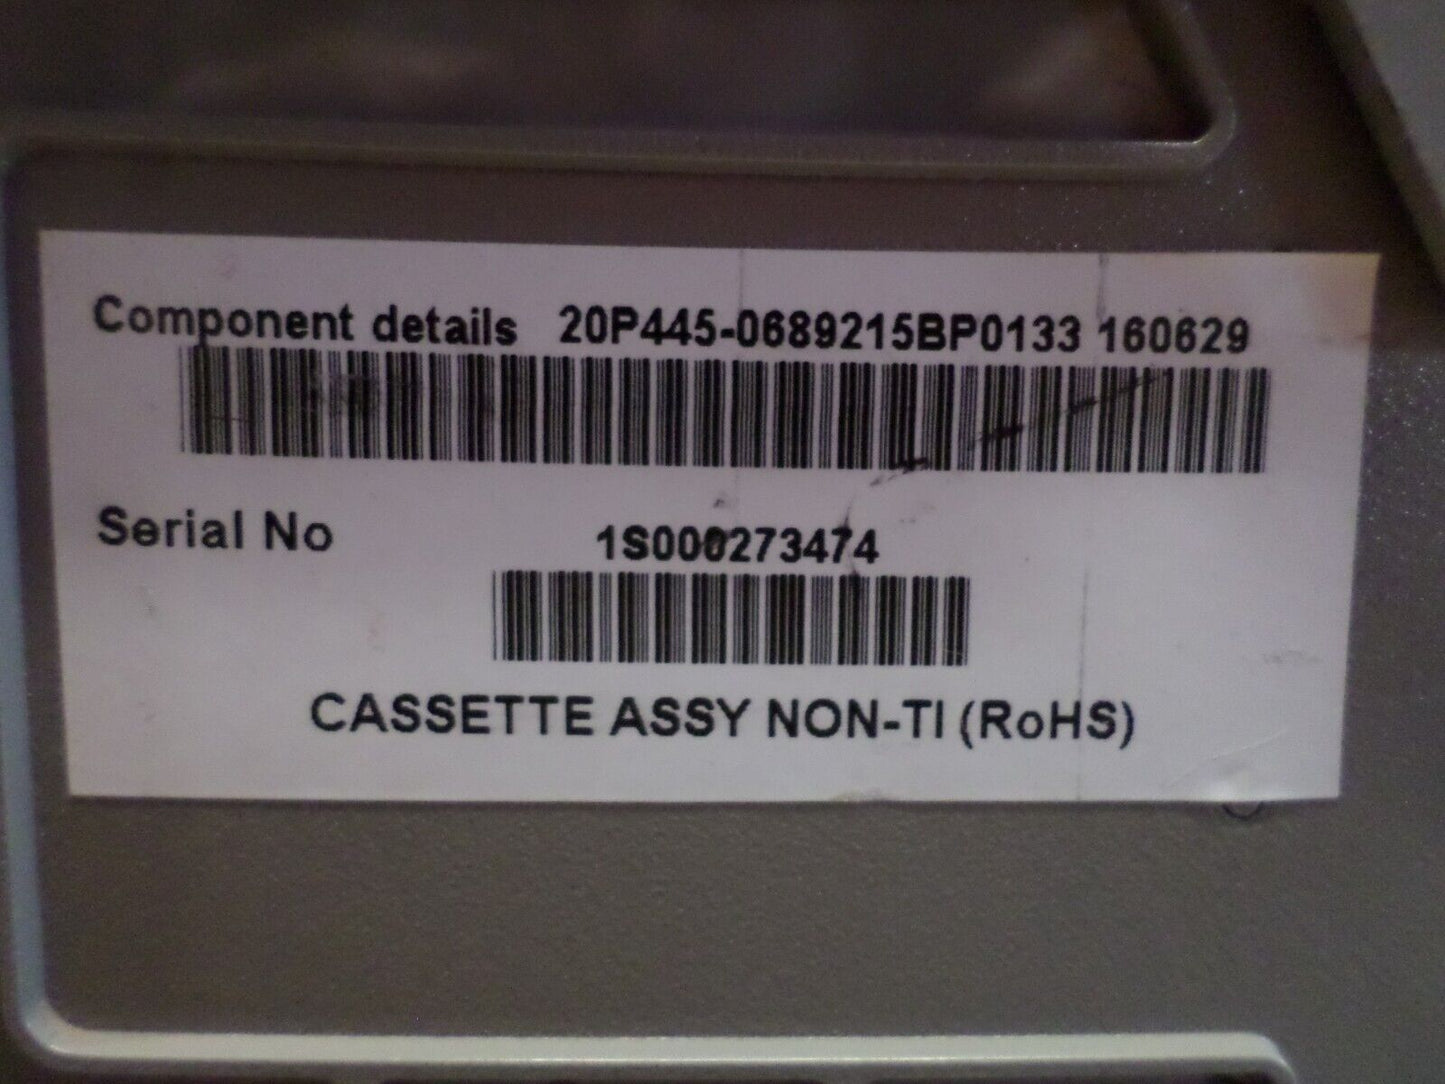 Component details 20P445-0689215BP0133 160629
Serial No 1S000273474
CASSETTE ASSY NON-TI (RoHS)